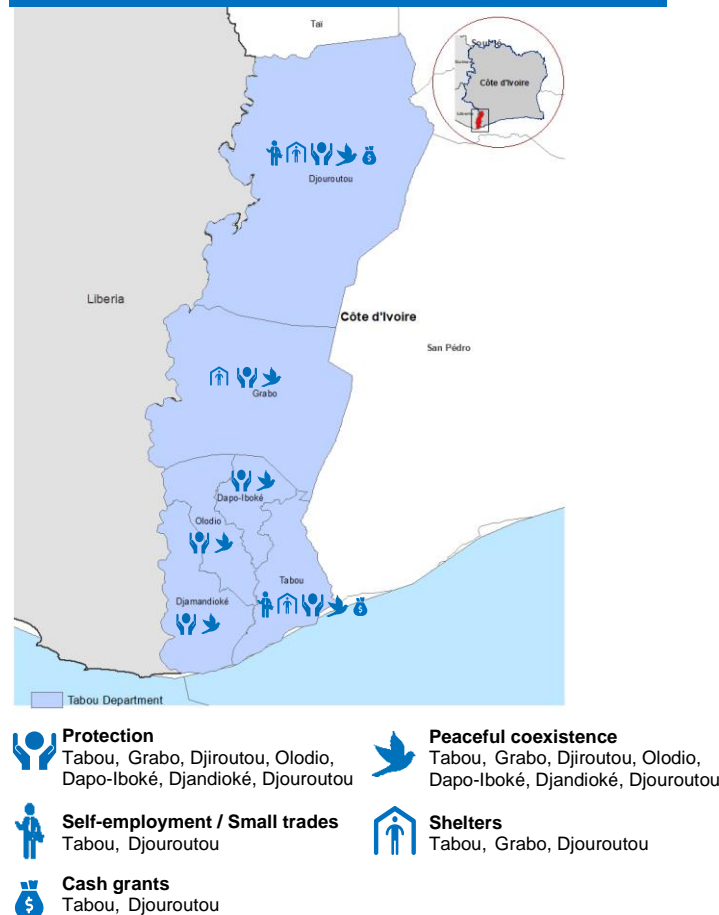 Taï
Côte d'Ivoire
Liberia
Djouroutou
Liberia
Côte d'Ivoire
San Pédro
Grabo
Dapo-Iboké
Olodio
Tabou
Djamandioké
Tabou Department
Protection
Tabou, Grabo, Djiroutou, Olodio,
Dapo-Iboké, Djandioké, Djouroutou
Peaceful coexistence
Tabou, Grabo, Djiroutou, Olodio,
Dapo-Iboké, Djandioké, Djouroutou
Self-employment / Small trades
Tabou, Djouroutou
Shelters
Tabou, Grabo, Djouroutou
Cash grants
Tabou, Djouroutou